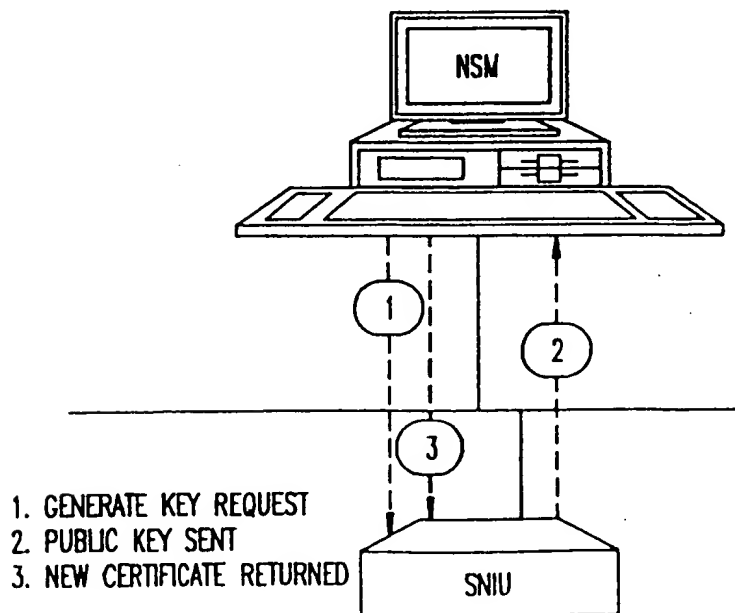 NSM
1
2
3
1. GENERATE KEY REQUEST
2. PUBLIC KEY SENT
3. NEW CERTIFICATE RETURNED
SNIU